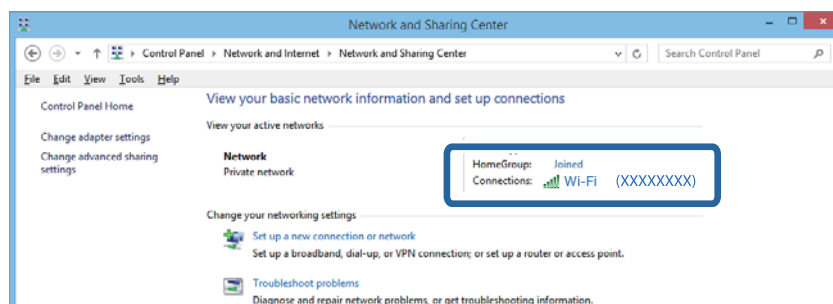 Network and Sharing Center
Control Panel Network and Internet Network and Sharing Center
Search Control Panel
File Edit View Tools Help
Control Panel Home
Change adapter settings
Change advanced sharing
settings
View your basic network information and set up connections
View your active networks
Network
Private network
HomeGroup: Joined
Connections: Wi-Fi (XXXXXXXX)
Change your networking settings
Set up a new connection or network
Set up a broadband, dial-up, or VPN connection; or set up a router or access point.
Troubleshoot problems
Diagnose and repair network problems, or get troubleshooting information.